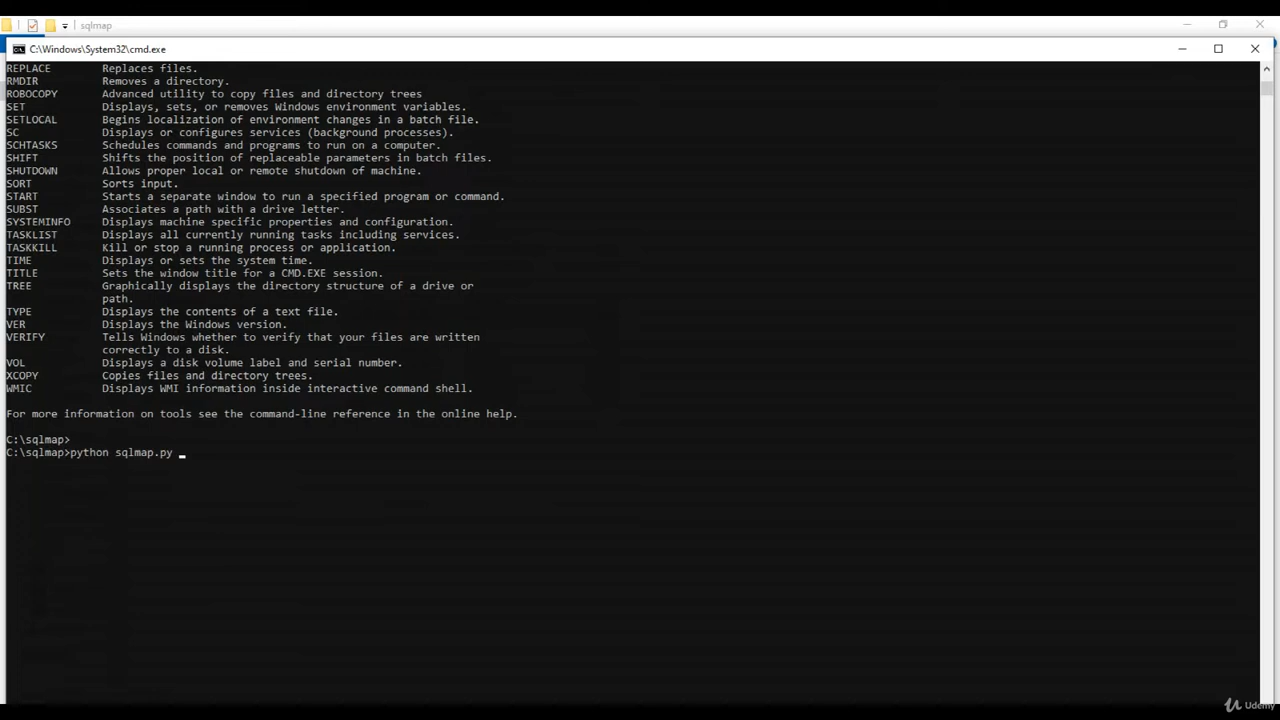 sqlmap
C:\Windows\System32\cmd.exe
REPLACE Replaces files.
RMDIR Removes a directory.
ROBOCOPY Advanced utility to copy files and directory trees
SET Displays, sets, or removes Windows environment variables.
SETLOCAL Begins localization of environment changes in a batch file.
SC Displays or configures services (background processes).
SCHTASKS Schedules commands and programs to run on a computer.
SHIFT Shifts the position of replaceable parameters in batch files.
SHUTDOWN Allows proper local or remote shutdown of machine.
SORT Sorts input.
START Starts a separate window to run a specified program or command.
SUBST Associates a path with a drive letter.
SYSTEMINFO Displays machine specific properties and configuration.
TASKLIST Displays all currently running tasks including services.
TASKKILL Kill or stop a running process or application.
TIME Displays or sets the system time.
TITLE Sets the window title for a CMD.EXE session.
TREE Graphically displays the directory structure of a drive or
path.
TYPE Displays the contents of a text file.
VER Displays the Windows version.
VERIFY Tells Windows whether to verify that your files are written
correctly to a disk.
VOL Displays a disk volume label and serial number.
XCOPY Copies files and directory trees.
WMIC Displays WMI information inside interactive command shell.
For more information on tools see the command-line reference in the online help.
C:\sqlmap>
C:\sqlmap>python sqlmap.py
Udemy